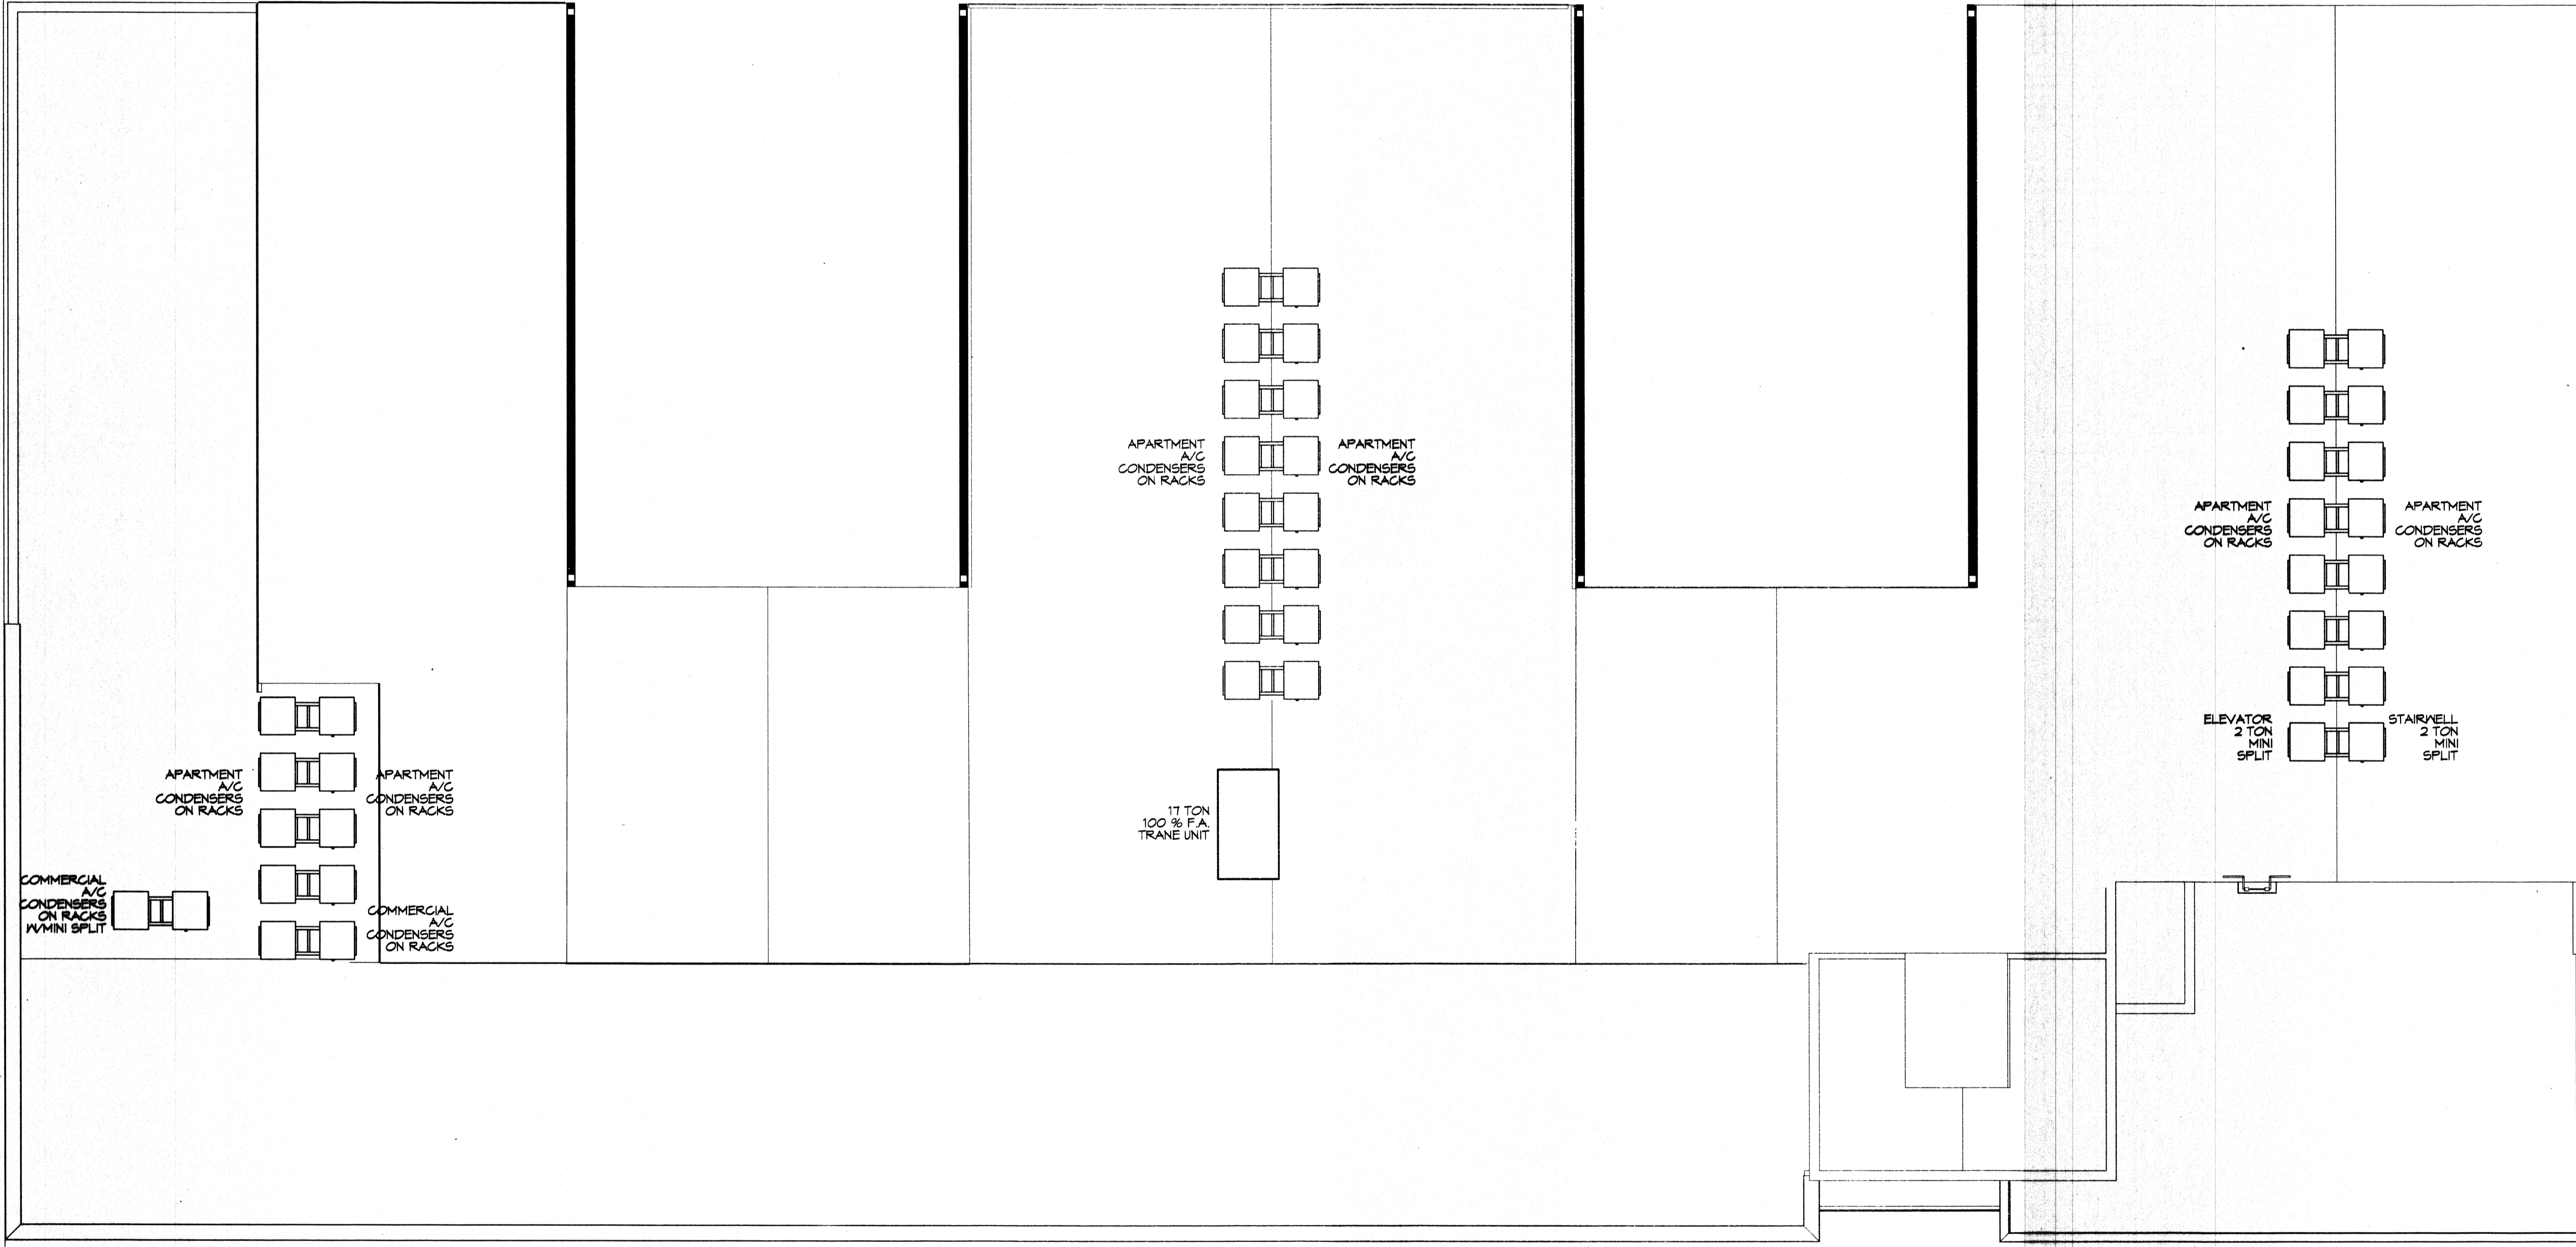 APARTMENT
A/C
CONDENSERS
ON RACKS
APARTMENT
A/C
CONDENSERS
ON RACKS
APARTMENT
A/C
CONDENSERS
ON RACKS
APARTMENT
A/C
CONDENSERS
ON RACKS
ELEVATOR
2 TON
MINI
SPLIT
STAIRWELL
2 TON
MINI
SPLIT
APARTMENT
A/C
CONDENSERS
ON RACKS
APARTMENT
A/C
CONDENSERS
ON RACKS
17 TON
100 % F.A.
TRANE UNIT
COMMERCIAL
A/C
CONDENSERS
ON RACKS
W/MINI SPLIT
COMMERCIAL
A/C
CONDENSERS
ON RACKS